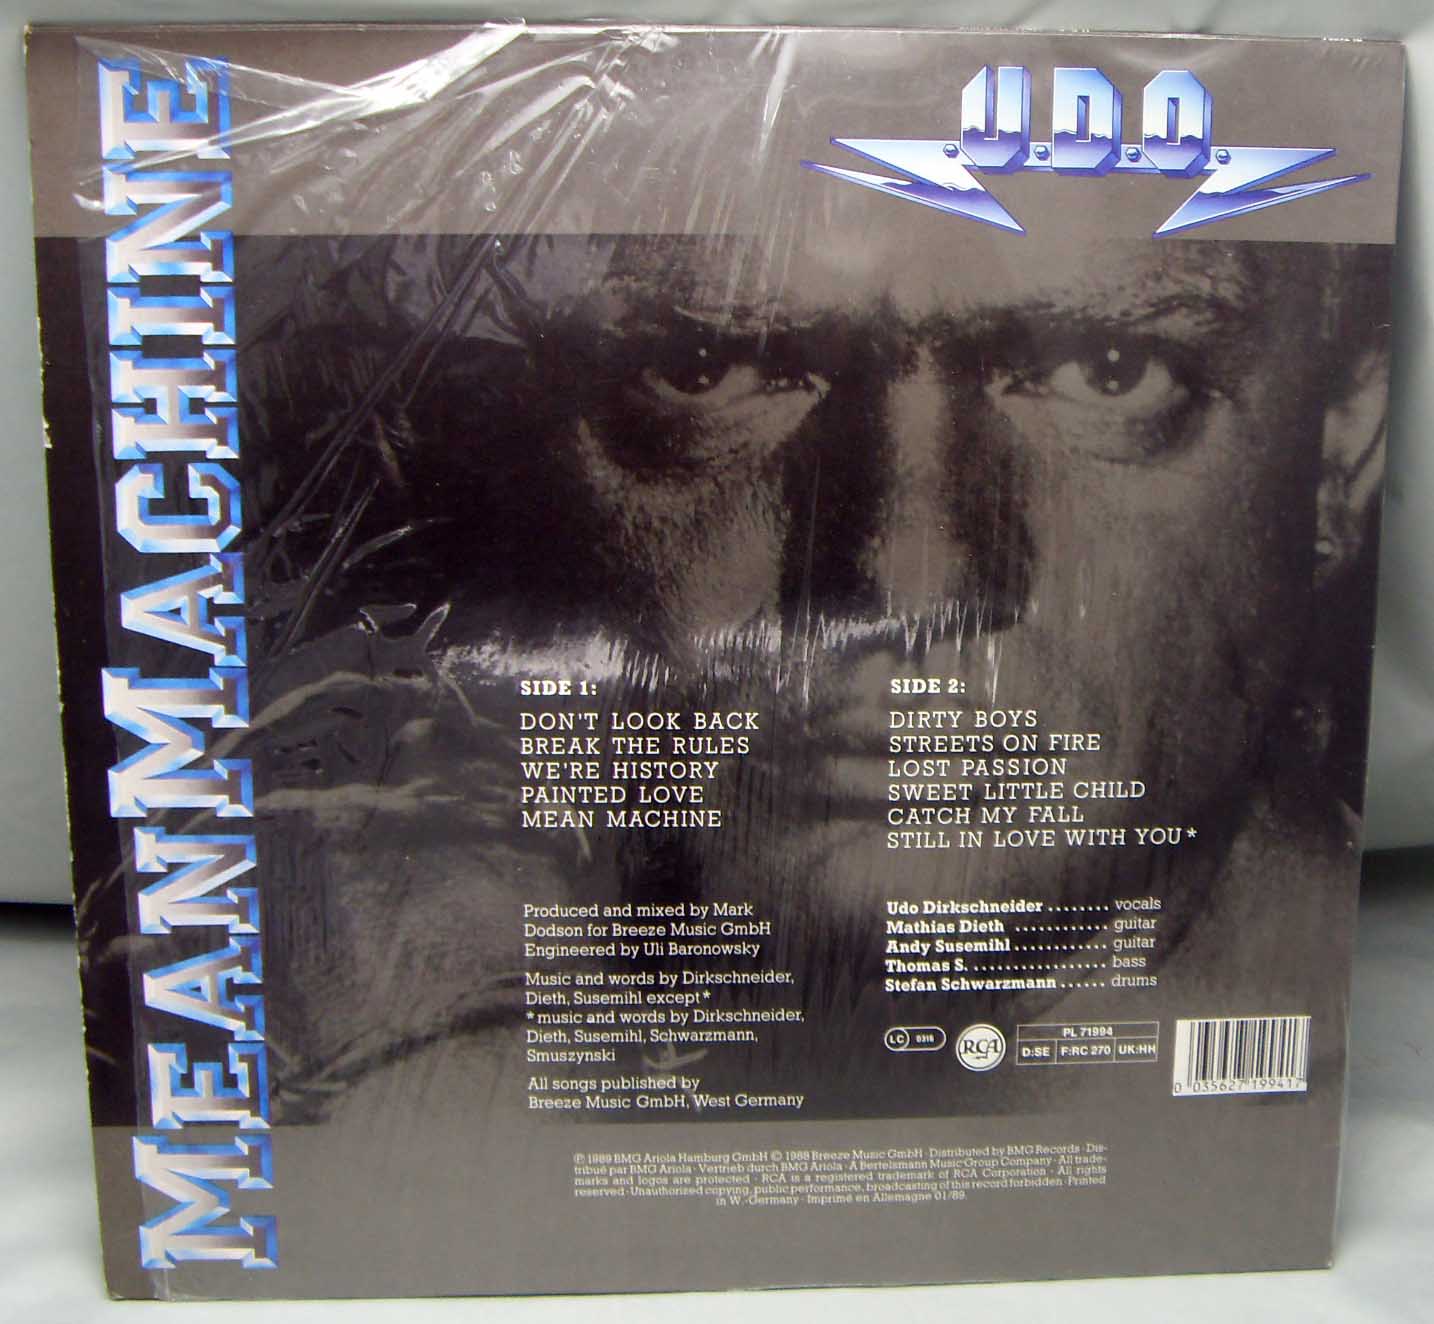 MEAN MACHINE
.U.D.O.
SIDE 1:
DON'T LOOK BACK
BREAK THE RULES
WE'RE HISTORY
PAINTED LOVE
MEAN MACHINE
SIDE 2:
DIRTY BOYS
STREETS ON FIRE
LOST PASSION
SWEET LITTLE CHILD
CATCH MY FALL
STILL IN LOVE WITH YOU*
Produced and mixed by Mark
Dodson for Breeze Music GmbH
Engineered by Uli Baronowsky
Music and words by Dirkschneider,
Dieth, Susemihl except*
*music and words by Dirkschneider,
Dieth, Susemihl, Schwarzmann,
Smuszynski
All songs published by
Breeze Music GmbH, West Germany
Udo Dirkschneider ........ vocals
Mathias Dieth ............ guitar
Andy Susemihl ............ guitar
Thomas S. ................. bass
Stefan Schwarzmann ...... drums
LC 0316
RCA
PL 71994
D:SE F:RC 270 UK:HH
0 035627 199417
℗ 1989 BMG Ariola Hamburg GmbH © 1988 Breeze Music GmbH · Distributed by BMG Records · Dis-
tribué par BMG Ariola · Vertrieb durch BMG Ariola · A Bertelsmann Music Group Company · All trade-
marks and logos are protected · RCA is a registered trademark of RCA Corporation · All rights
reserved · Unauthorized copying, public performance, broadcasting of this record forbidden · Printed
in W.-Germany · Imprimé en Allemagne 01/89.